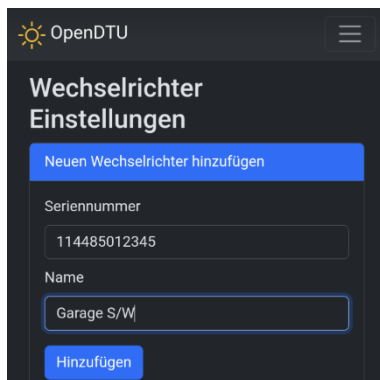 OpenDTU
Wechselrichter
Einstellungen
Neuen Wechselrichter hinzufügen
Seriennummer
114485012345
Name
Garage S/W
Hinzufügen